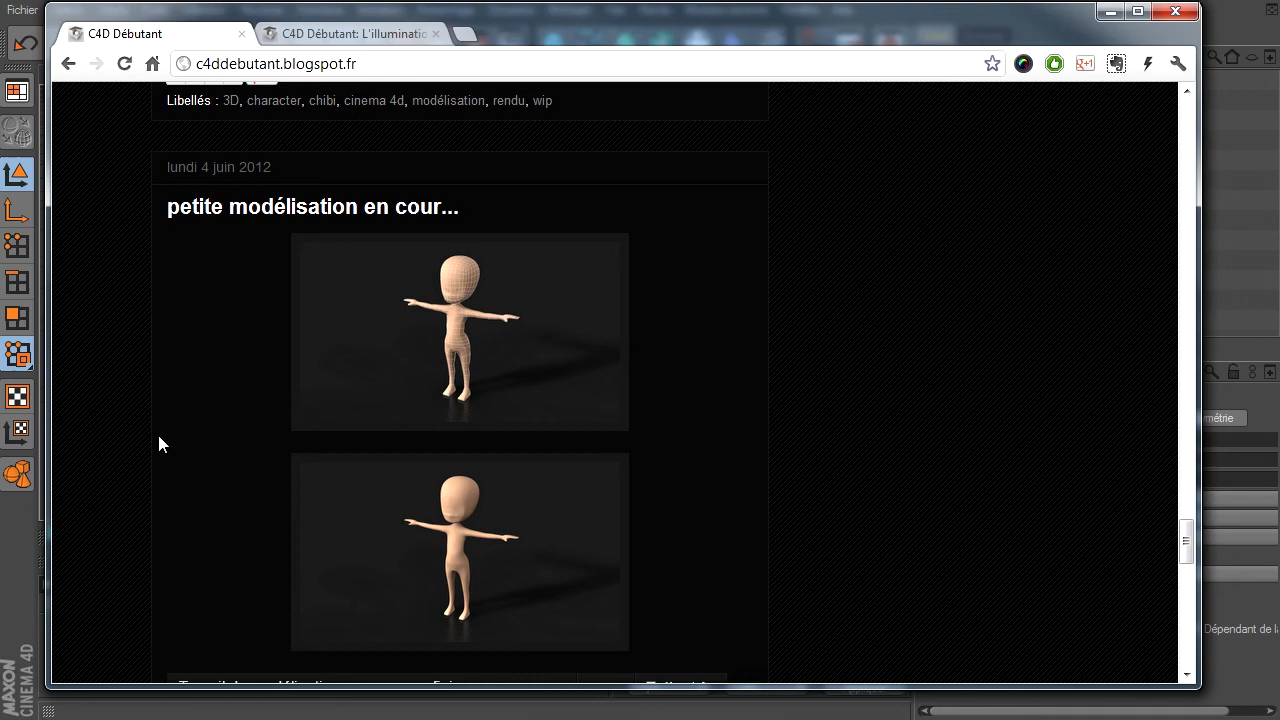 Fichier
C4D Débutant
C4D Débutant: L'illuminatio
c4ddebutant.blogspot.fr
Libellés : 3D, character, chibi, cinema 4d, modélisation, rendu, wip
lundi 4 juin 2012
petite modélisation en cour...
métrie
Dépendant de la
MAXON
CINEMA 4D